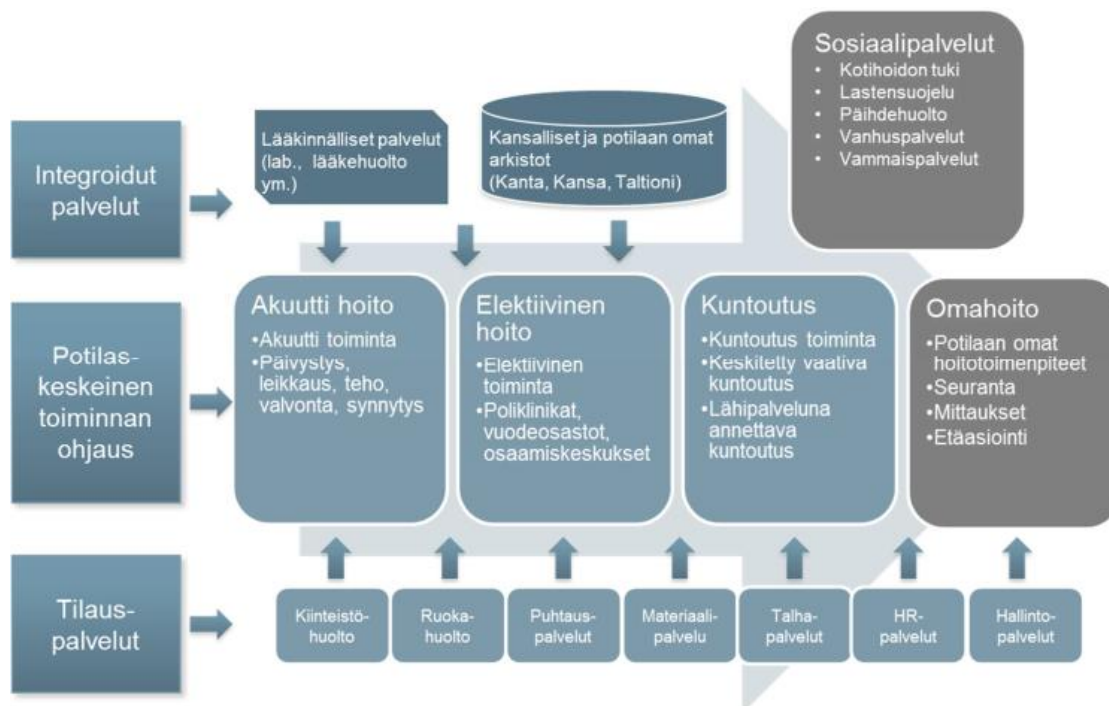 Integroidut
palvelut
Lääkinnälliset palvelut
(lab., lääkehuolto
ym.)
Kansalliset ja potilaan omat
arkistot
(Kanta, Kansa, Taltioni)
Sosiaalipalvelut
• Kotihoidon tuki
• Lastensuojelu
• Päihdehuolto
• Vanhuspalvelut
• Vammaispalvelut
Potilas-
keskeinen
toiminnan
ohjaus
Akuutti hoito
•Akuutti toiminta
•Päivystys,
leikkaus, teho,
valvonta, synnytys
Elektiivinen
hoito
•Elektiivinen
toiminta
•Poliklinikat,
vuodeosastot,
osaamiskeskukset
Kuntoutus
•Kuntoutus toiminta
•Keskitetty vaativa
kuntoutus
•Lähipalveluna
annettava
kuntoutus
Omahoito
•Potilaan omat
hoitotoimenpiteet
•Seuranta
•Mittaukset
•Etäasiointi
Tilaus-
palvelut
Kiinteistö-
huolto
Ruoka-
huolto
Puhtaus-
palvelut
Materiaali-
palvelu
Talha-
palvelut
HR-
palvelut
Hallinto-
palvelut